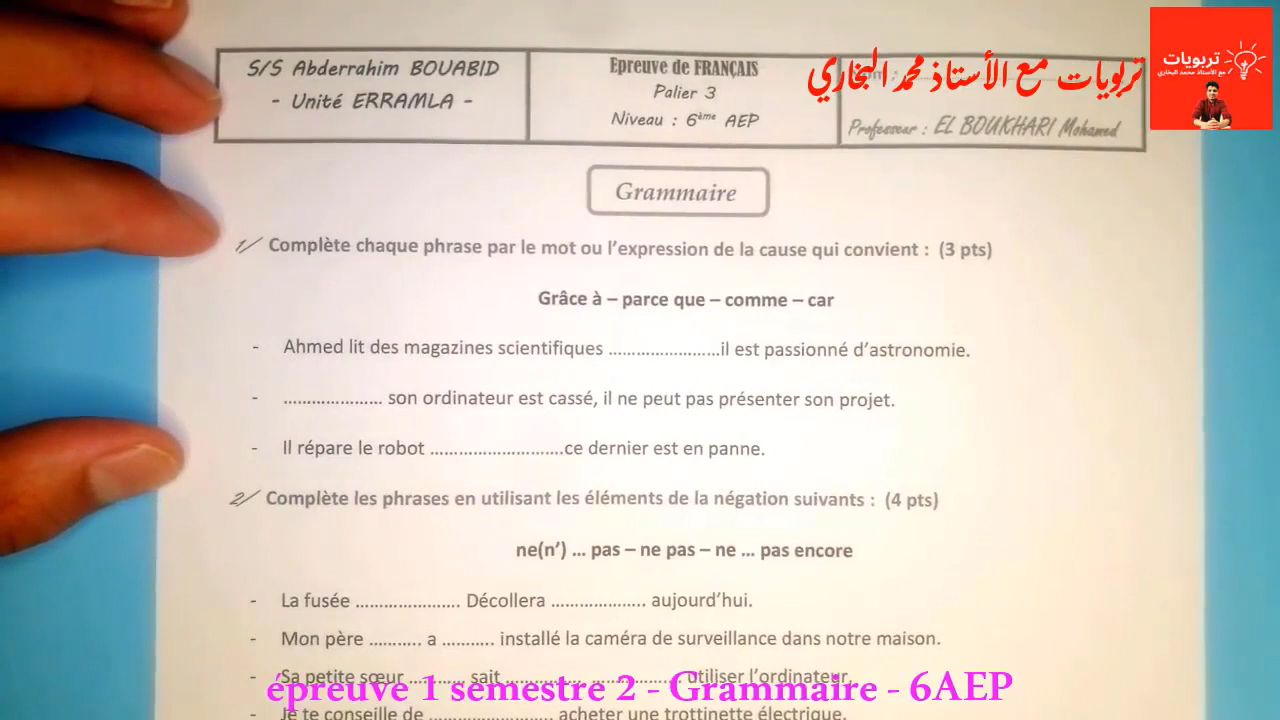 S/S Abderrahim BOUABID
- Unité ERRAMLA -
Epreuve de FRANÇAIS
Palier 3
Niveau : 6ème AEP
تربويات مع الأستاذ محمد البخاري
Professeur : EL BOUKHARI Mohamed
تربويات
مع الأستاذ محمد البخاري
Grammaire
1/ Complète chaque phrase par le mot ou l'expression de la cause qui convient : (3 pts)
Grâce à – parce que – comme – car
- Ahmed lit des magazines scientifiques ......................il est passionné d'astronomie.
- .................... son ordinateur est cassé, il ne peut pas présenter son projet.
- Il répare le robot ...........................ce dernier est en panne.
2/ Complète les phrases en utilisant les éléments de la négation suivants : (4 pts)
ne(n') ... pas – ne pas – ne ... pas encore
- La fusée ..................... Décollera ................... aujourd'hui.
- Mon père .......... a .......... installé la caméra de surveillance dans notre maison.
- Sa petite sœur ........... sait ............... ................. utiliser l'ordinateur.
épreuve 1 semestre 2 - Grammaire - 6AEP
- Je te conseille de ......................... acheter une trottinette électrique.